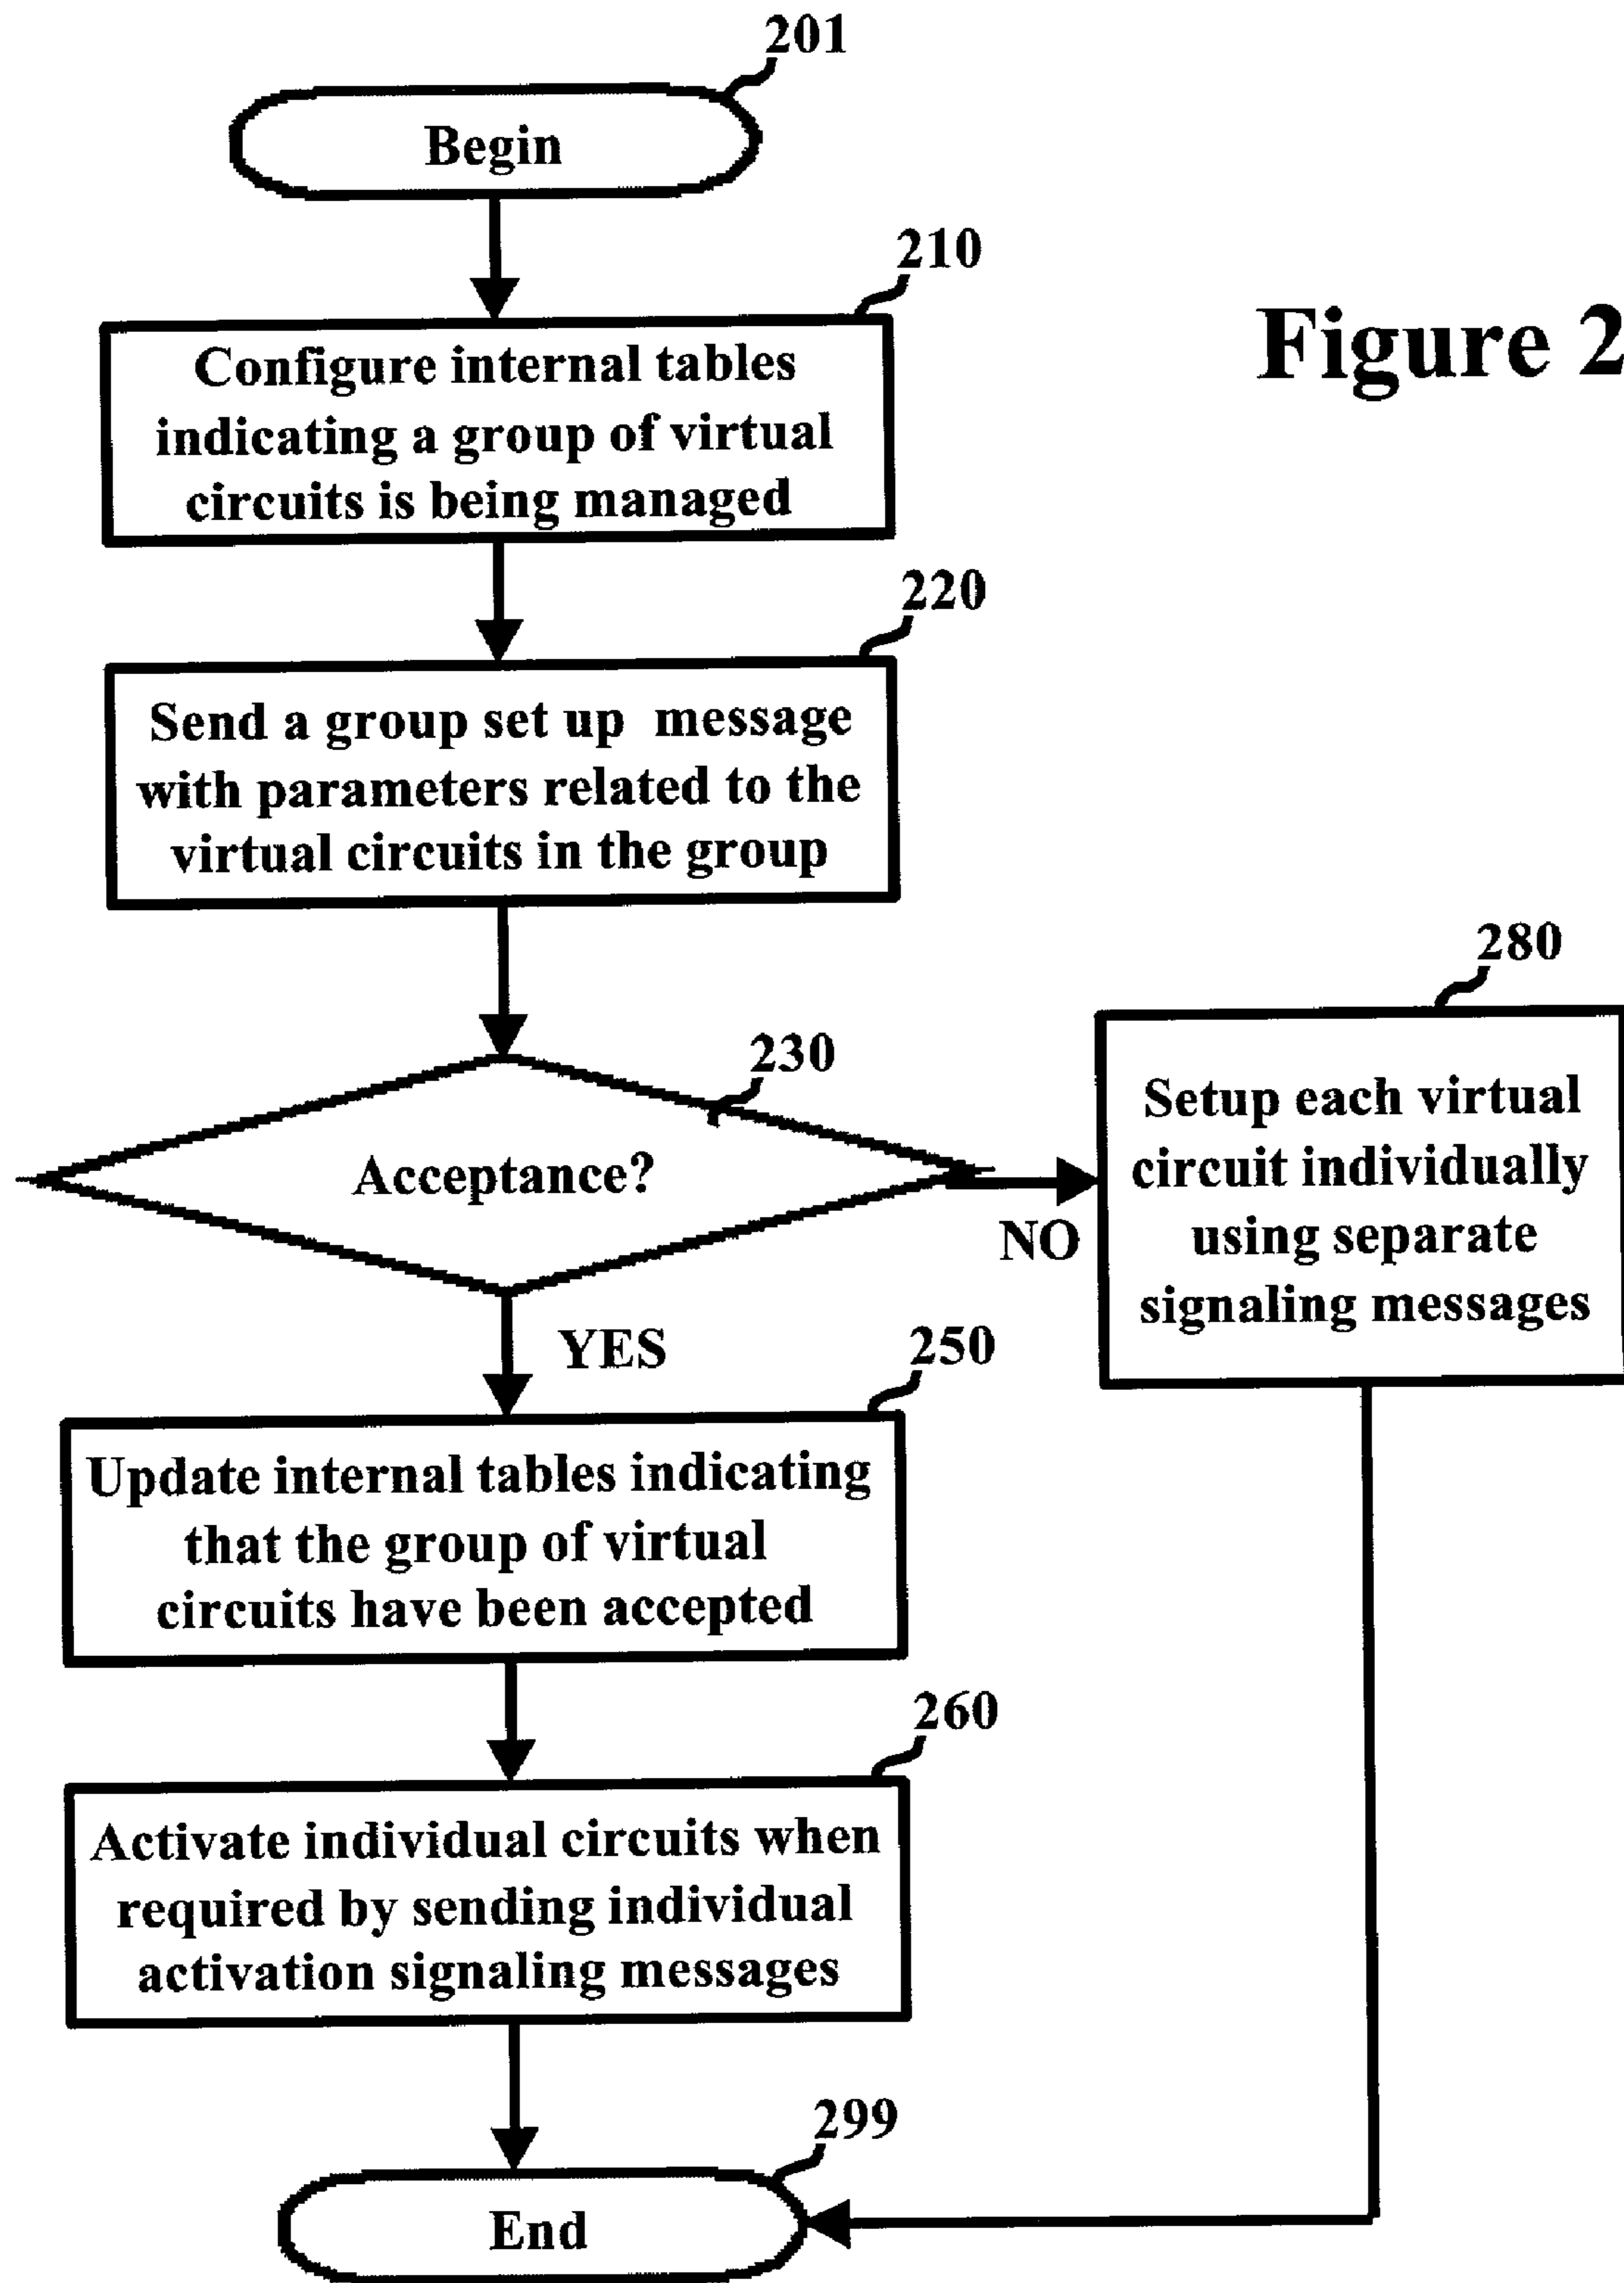 201
Begin
210
Figure 2
Configure internal tables
indicating a group of virtual
circuits is being managed
220
Send a group set up message
with parameters related to the
virtual circuits in the group
230
Acceptance?
NO
280
Setup each virtual
circuit individually
using separate
signaling messages
YES
250
Update internal tables indicating
that the group of virtual
circuits have been accepted
260
Activate individual circuits when
required by sending individual
activation signaling messages
299
End